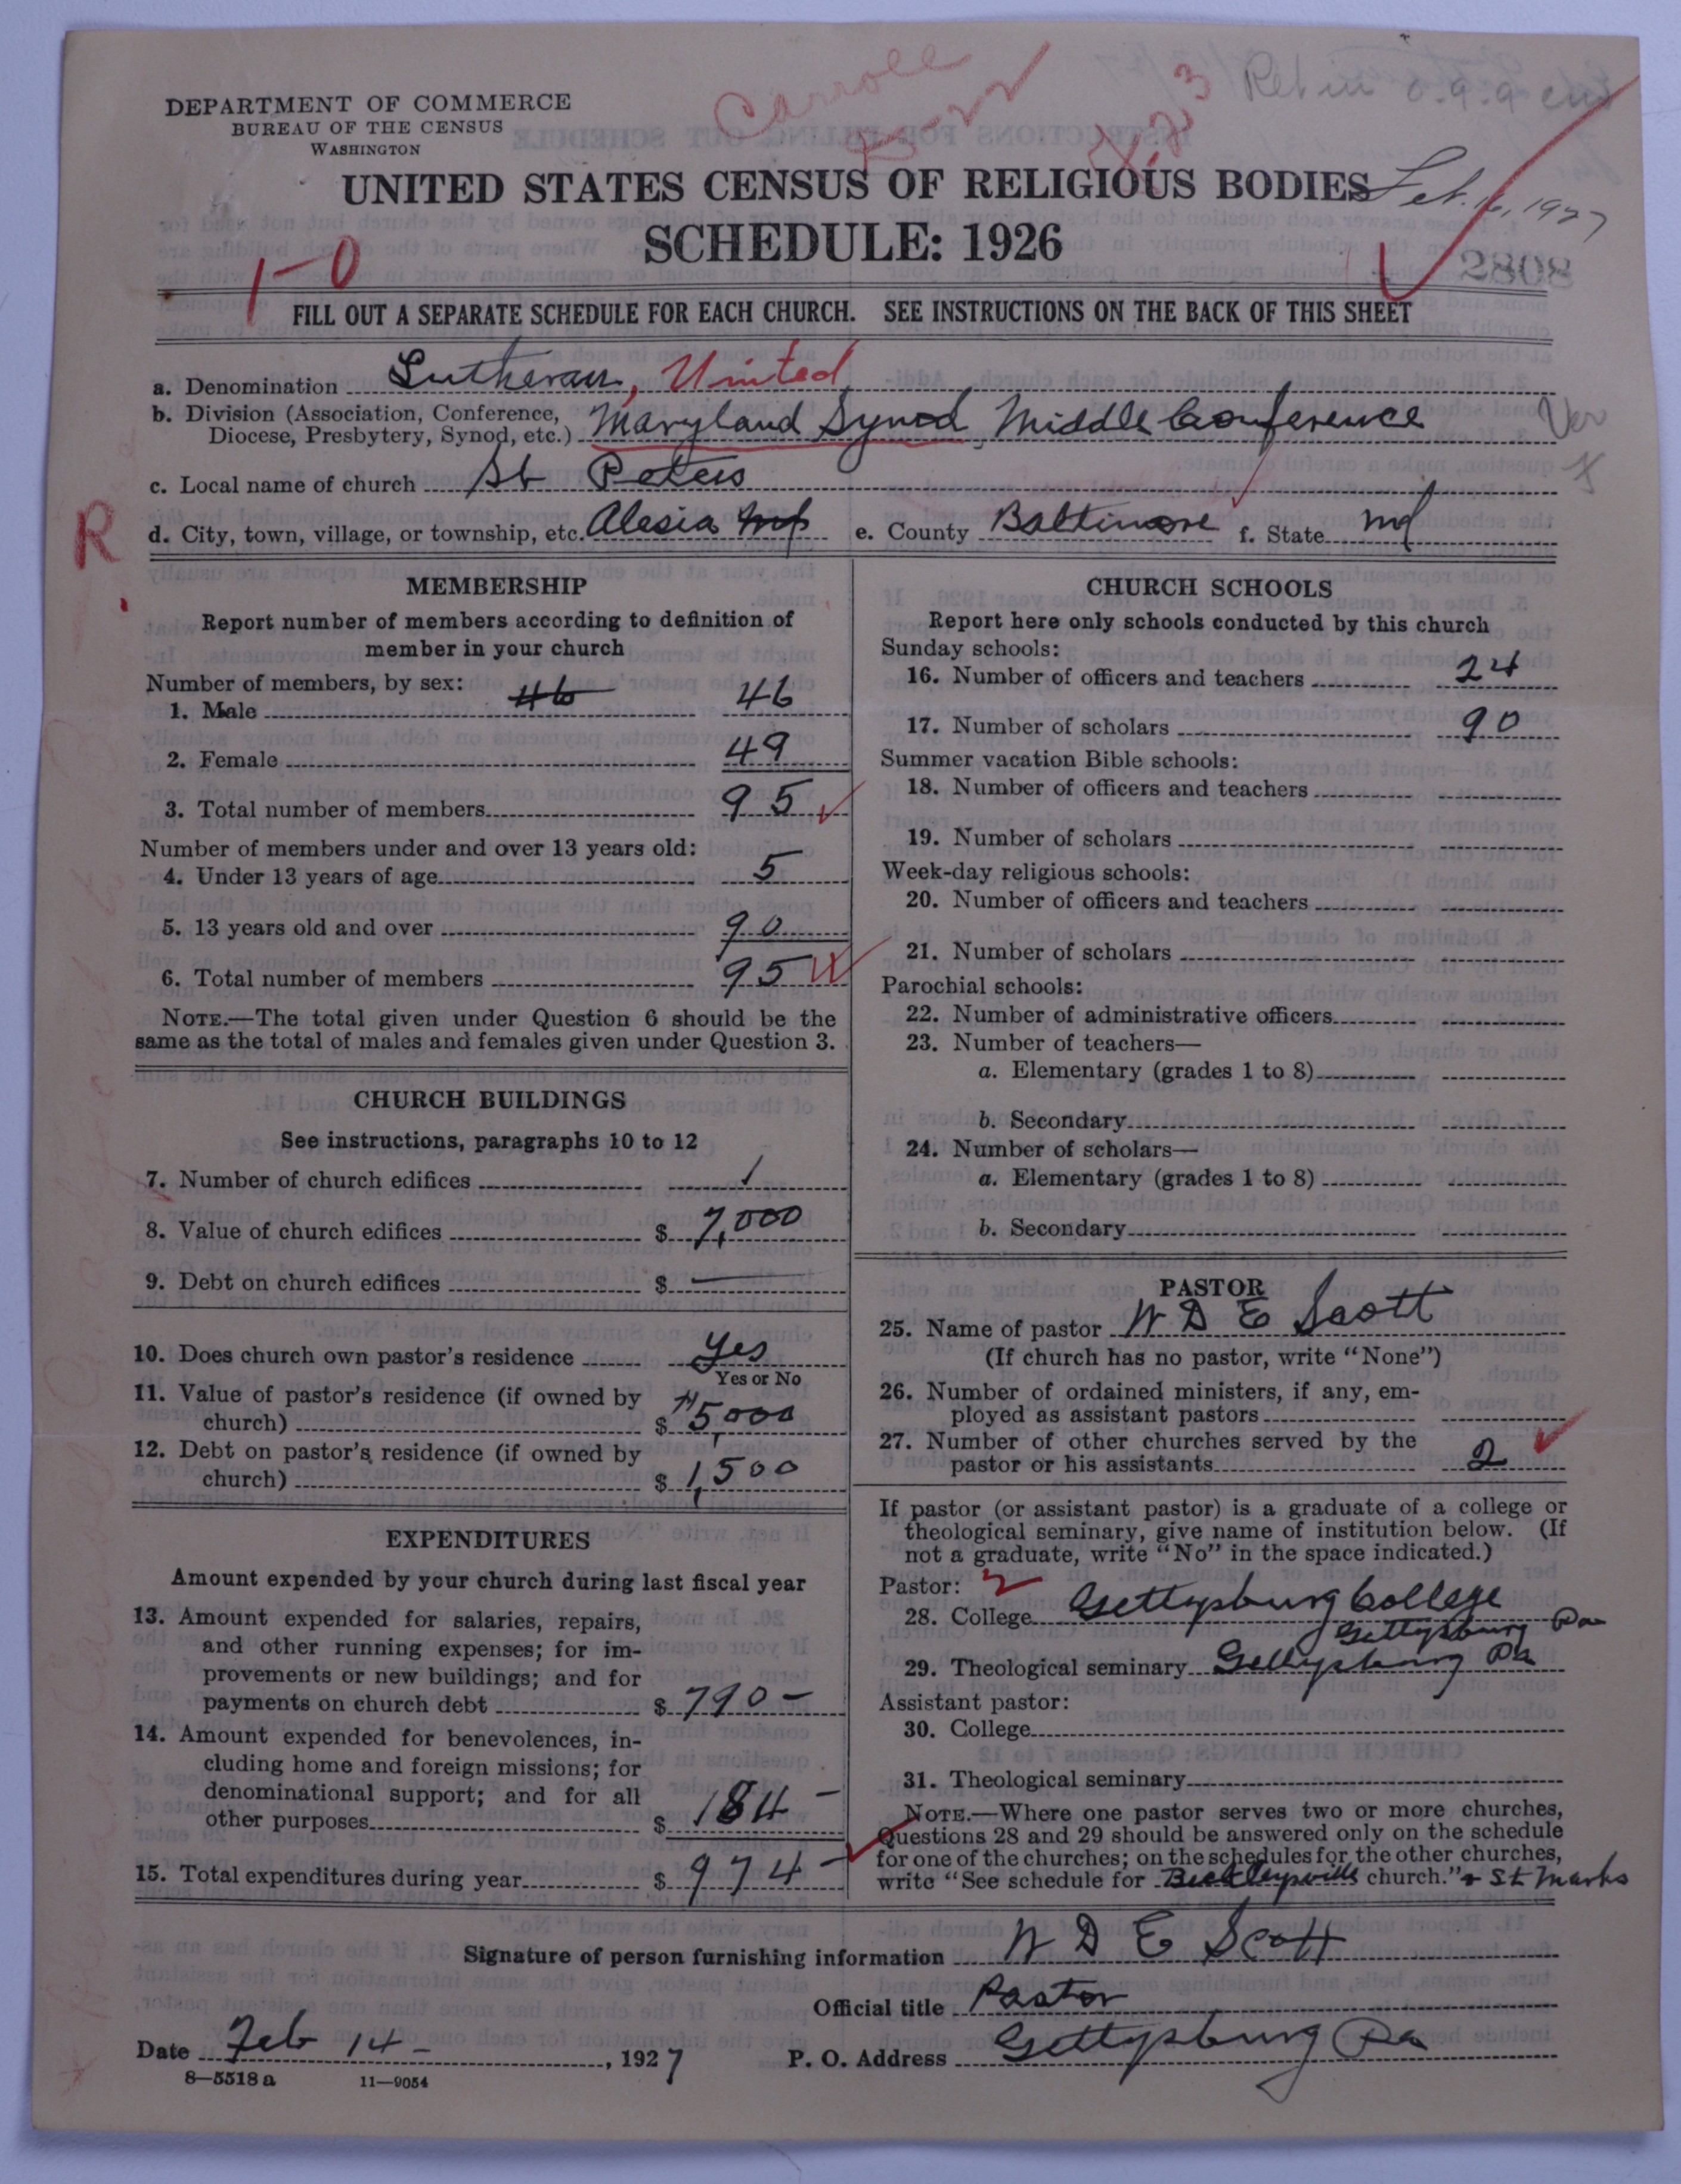 Carroll
8-22
Ret in
DEPARTMENT OF COMMERCE
BUREAU OF THE CENSUS
WASHINGTON
UNITED STATES CENSUS OF RELIGIOUS BODIES
Feb. 16, 1927
SCHEDULE: 1926
1-0
2808
FILL OUT A SEPARATE SCHEDULE FOR EACH CHURCH. SEE INSTRUCTIONS ON THE BACK OF THIS SHEET
a. Denomination Lutheran, United
b. Division (Association, Conference,
Diocese, Presbytery, Synod, etc.) Maryland Synod Middle Conference
Ver
c. Local name of church St Peters
R
d. City, town, village, or township, etc. Alesia Md e. County Baltimore f. State Md
MEMBERSHIP
Report number of members according to definition of
member in your church
Number of members, by sex:
1. Male 46 46
2. Female 49
3. Total number of members 95
Number of members under and over 13 years old:
4. Under 13 years of age 5
5. 13 years old and over 90
6. Total number of members 95
NOTE.—The total given under Question 6 should be the
same as the total of males and females given under Question 3.
CHURCH BUILDINGS
See instructions, paragraphs 10 to 12
7. Number of church edifices 1
8. Value of church edifices $ 7,000
9. Debt on church edifices $ —
10. Does church own pastor's residence Yes
Yes or No
11. Value of pastor's residence (if owned by
church) $ 5000
12. Debt on pastor's residence (if owned by
church) $ 1,500
EXPENDITURES
Amount expended by your church during last fiscal year
13. Amount expended for salaries, repairs,
and other running expenses; for im-
provements or new buildings; and for
payments on church debt $ 790 –
14. Amount expended for benevolences, in-
cluding home and foreign missions; for
denominational support; and for all
other purposes $ 184 –
15. Total expenditures during year $ 974 –
CHURCH SCHOOLS
Report here only schools conducted by this church
Sunday schools:
16. Number of officers and teachers 24
17. Number of scholars 90
Summer vacation Bible schools:
18. Number of officers and teachers
19. Number of scholars
Week-day religious schools:
20. Number of officers and teachers
21. Number of scholars
Parochial schools:
22. Number of administrative officers
23. Number of teachers—
a. Elementary (grades 1 to 8)
b. Secondary
24. Number of scholars—
a. Elementary (grades 1 to 8)
b. Secondary
PASTOR
25. Name of pastor W D E Scott
(If church has no pastor, write "None")
26. Number of ordained ministers, if any, em-
ployed as assistant pastors
27. Number of other churches served by the
pastor or his assistants 2
If pastor (or assistant pastor) is a graduate of a college or
theological seminary, give name of institution below. (If
not a graduate, write "No" in the space indicated.)
Pastor: 2
28. College Gettysburg College
Gettysburg Pa
29. Theological seminary Gettysburg Pa
Assistant pastor:
30. College
31. Theological seminary
NOTE.—Where one pastor serves two or more churches,
Questions 28 and 29 should be answered only on the schedule
for one of the churches; on the schedules for the other churches,
write "See schedule for Beckleysville church." + St Marks
Signature of person furnishing information W D E Scott
Official title Pastor
Date Feb 14 –, 1927
P. O. Address Gettysburg Pa
8—5518 a 11—9054